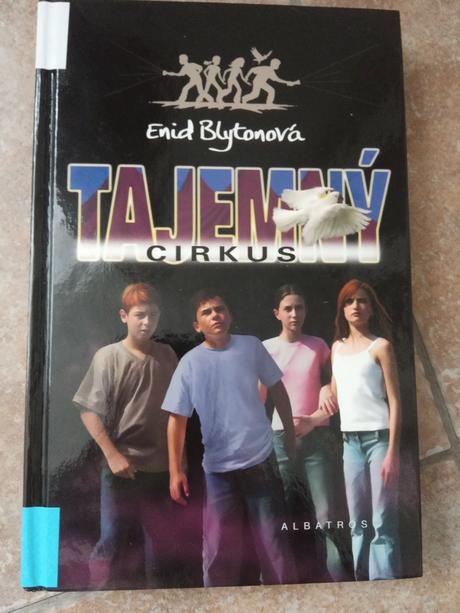 Enid Blytonová
TAJEMNÝ
CIRKUS
ALBATROS